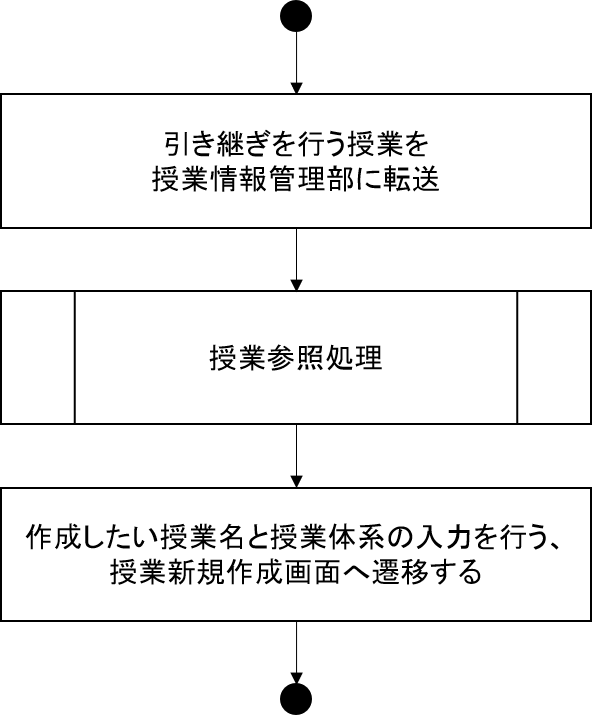 引き継ぎを行う授業を
授業情報管理部に転送
授業参照処理
作成したい授業名と授業体系の入力を行う、
授業新規作成画面へ遷移する